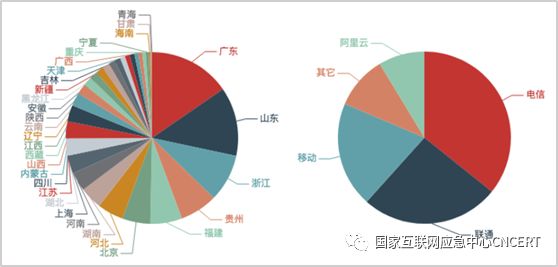 青海
甘肃
海南
宁夏
重庆
广西
天津
吉林
新疆
黑龙江
安徽
陕西
云南
辽宁
江西
西藏
山西
内蒙古
四川
江苏
湖北
上海
河南
湖南
河北
北京
福建
贵州
浙江
山东
广东
阿里云
其它
移动
联通
电信
国家互联网应急中心CNCERT